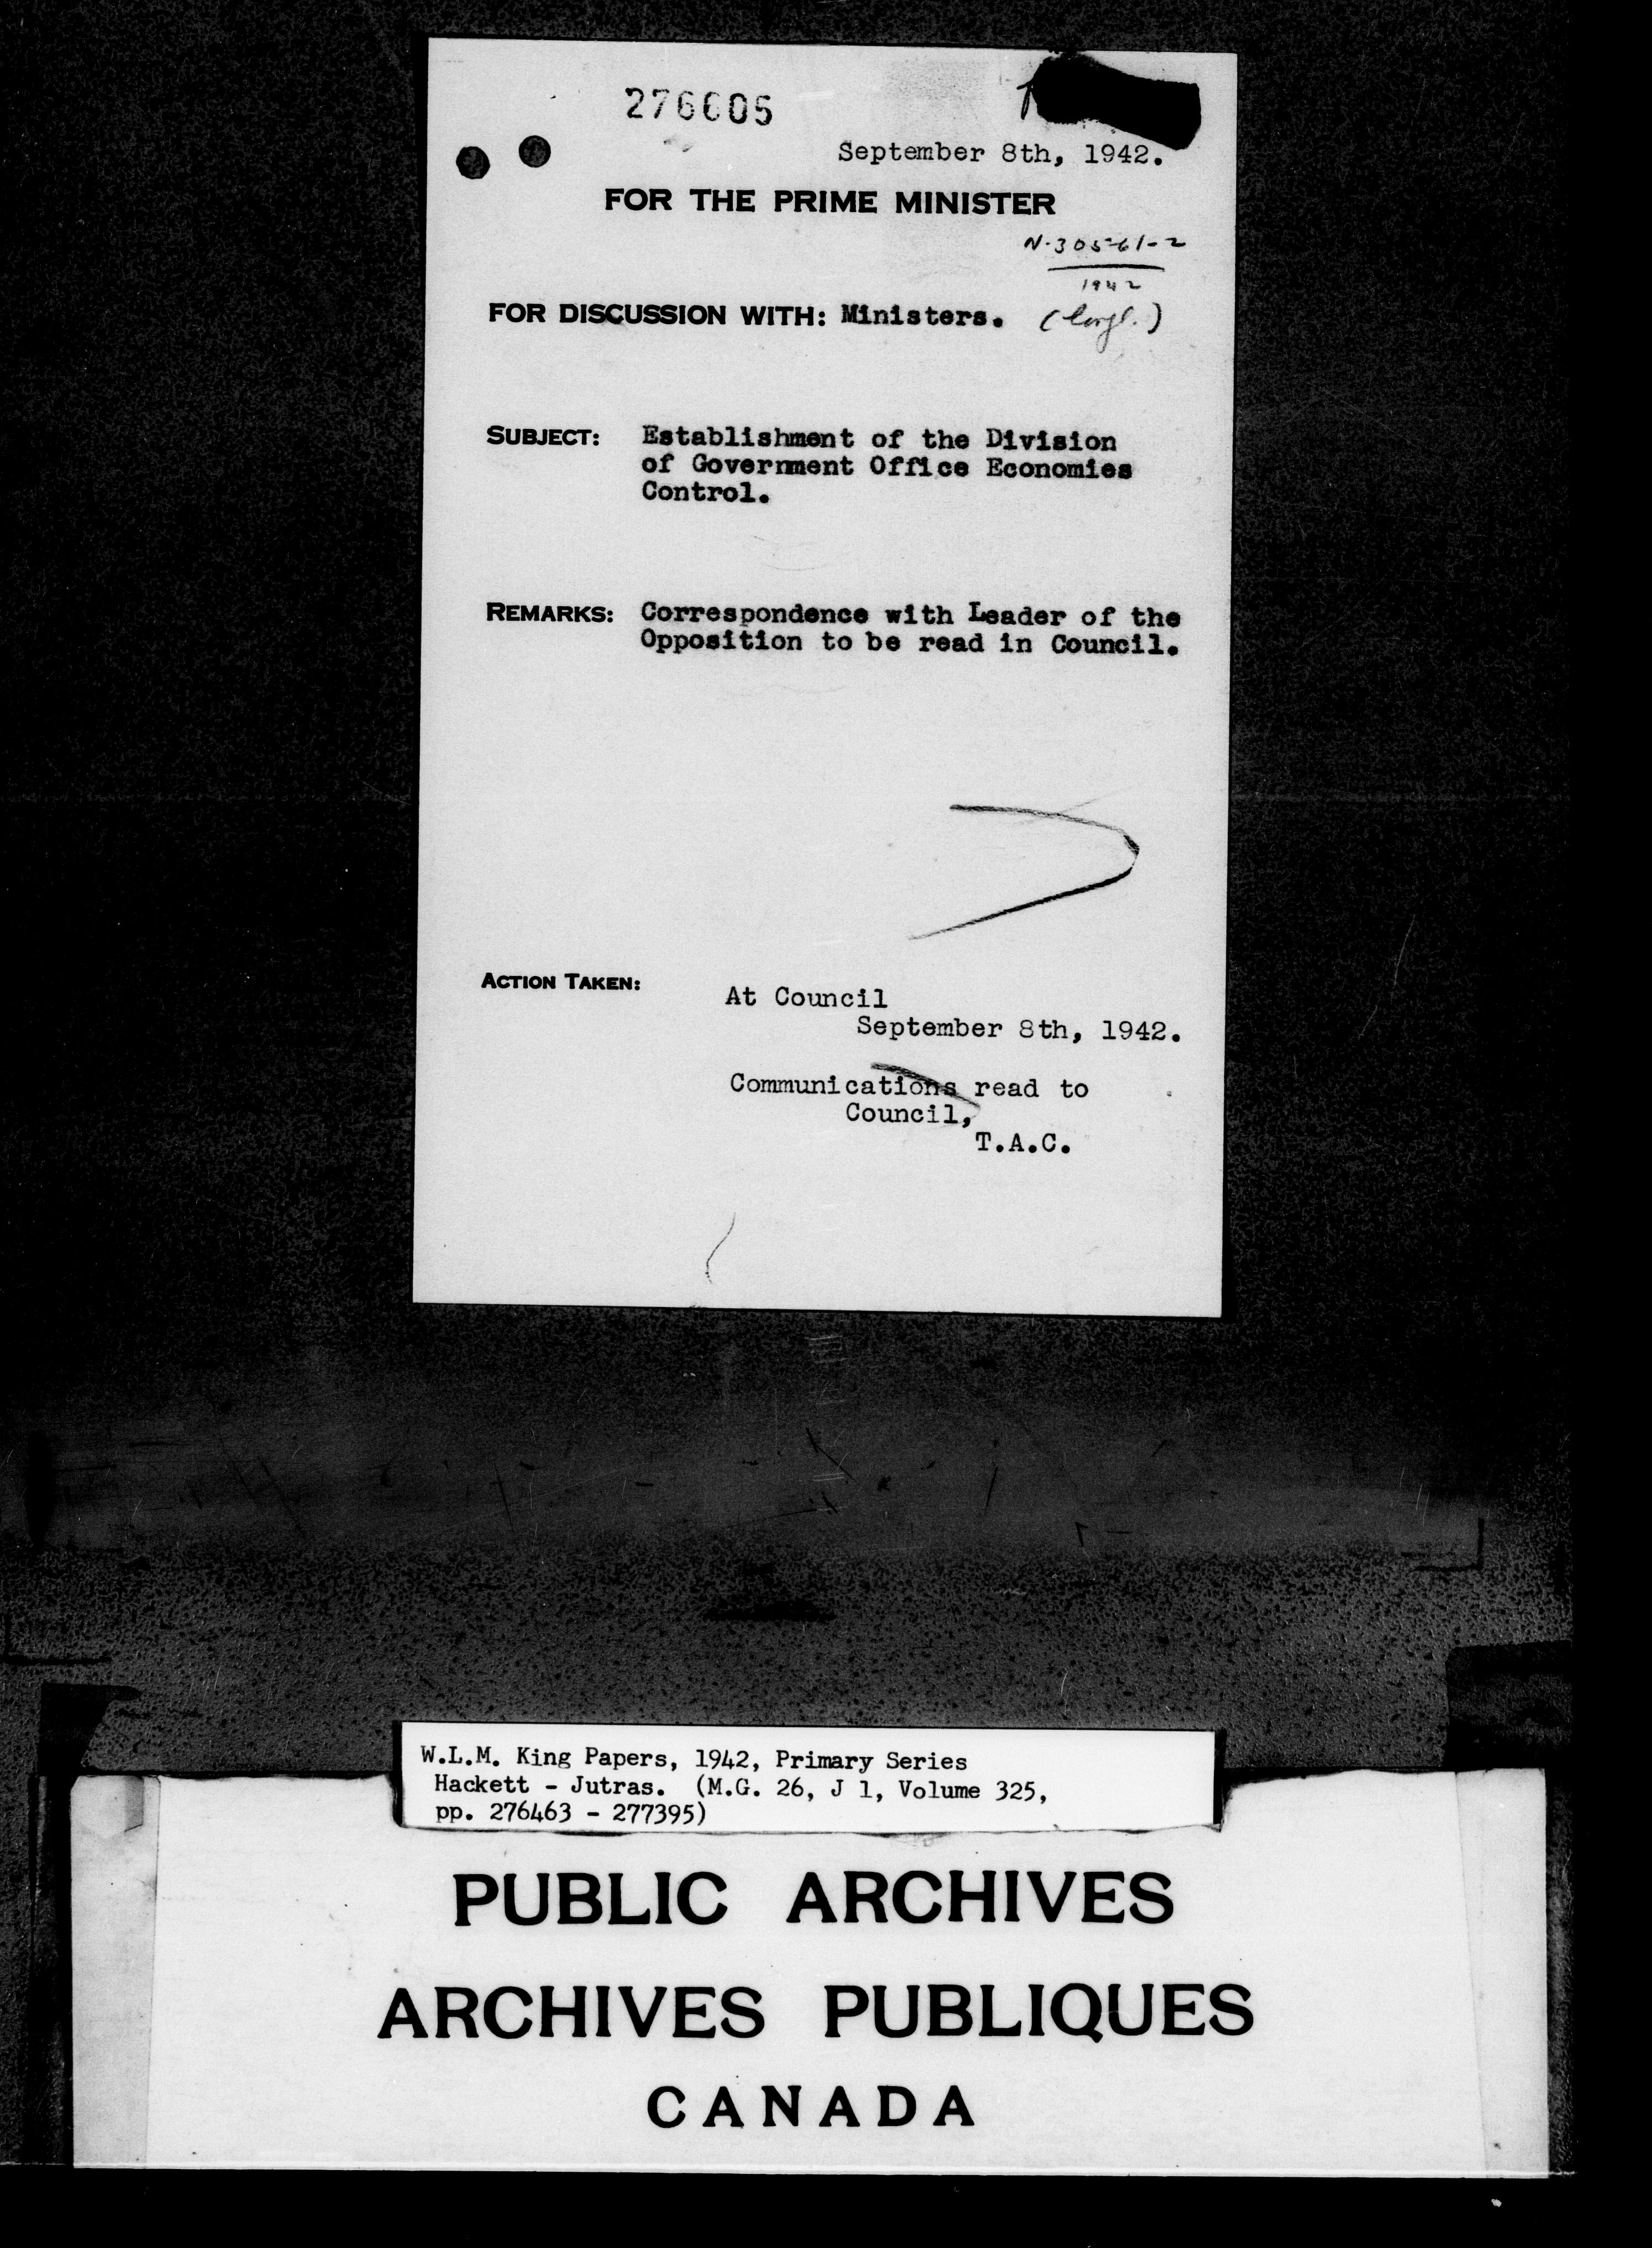 276605
September 8th, 1942.
FOR THE PRIME MINISTER
N-30561-2
1942
FOR DISCUSSION WITH: Ministers.
SUBJECT: Establishment of the Division
of Government Office Economies
Control.
REMARKS: Correspondence with Leader of the
Opposition to be read in Council.
ACTION TAKEN:
At Council
September 8th, 1942.
Communications read to
Council,
T.A.C.
W.L.M. King Papers, 1942, Primary Series
Hackett - Jutras. (M.G. 26, J 1, Volume 325,
pp. 276463 - 277395)
PUBLIC ARCHIVES
ARCHIVES PUBLIQUES
CANADA